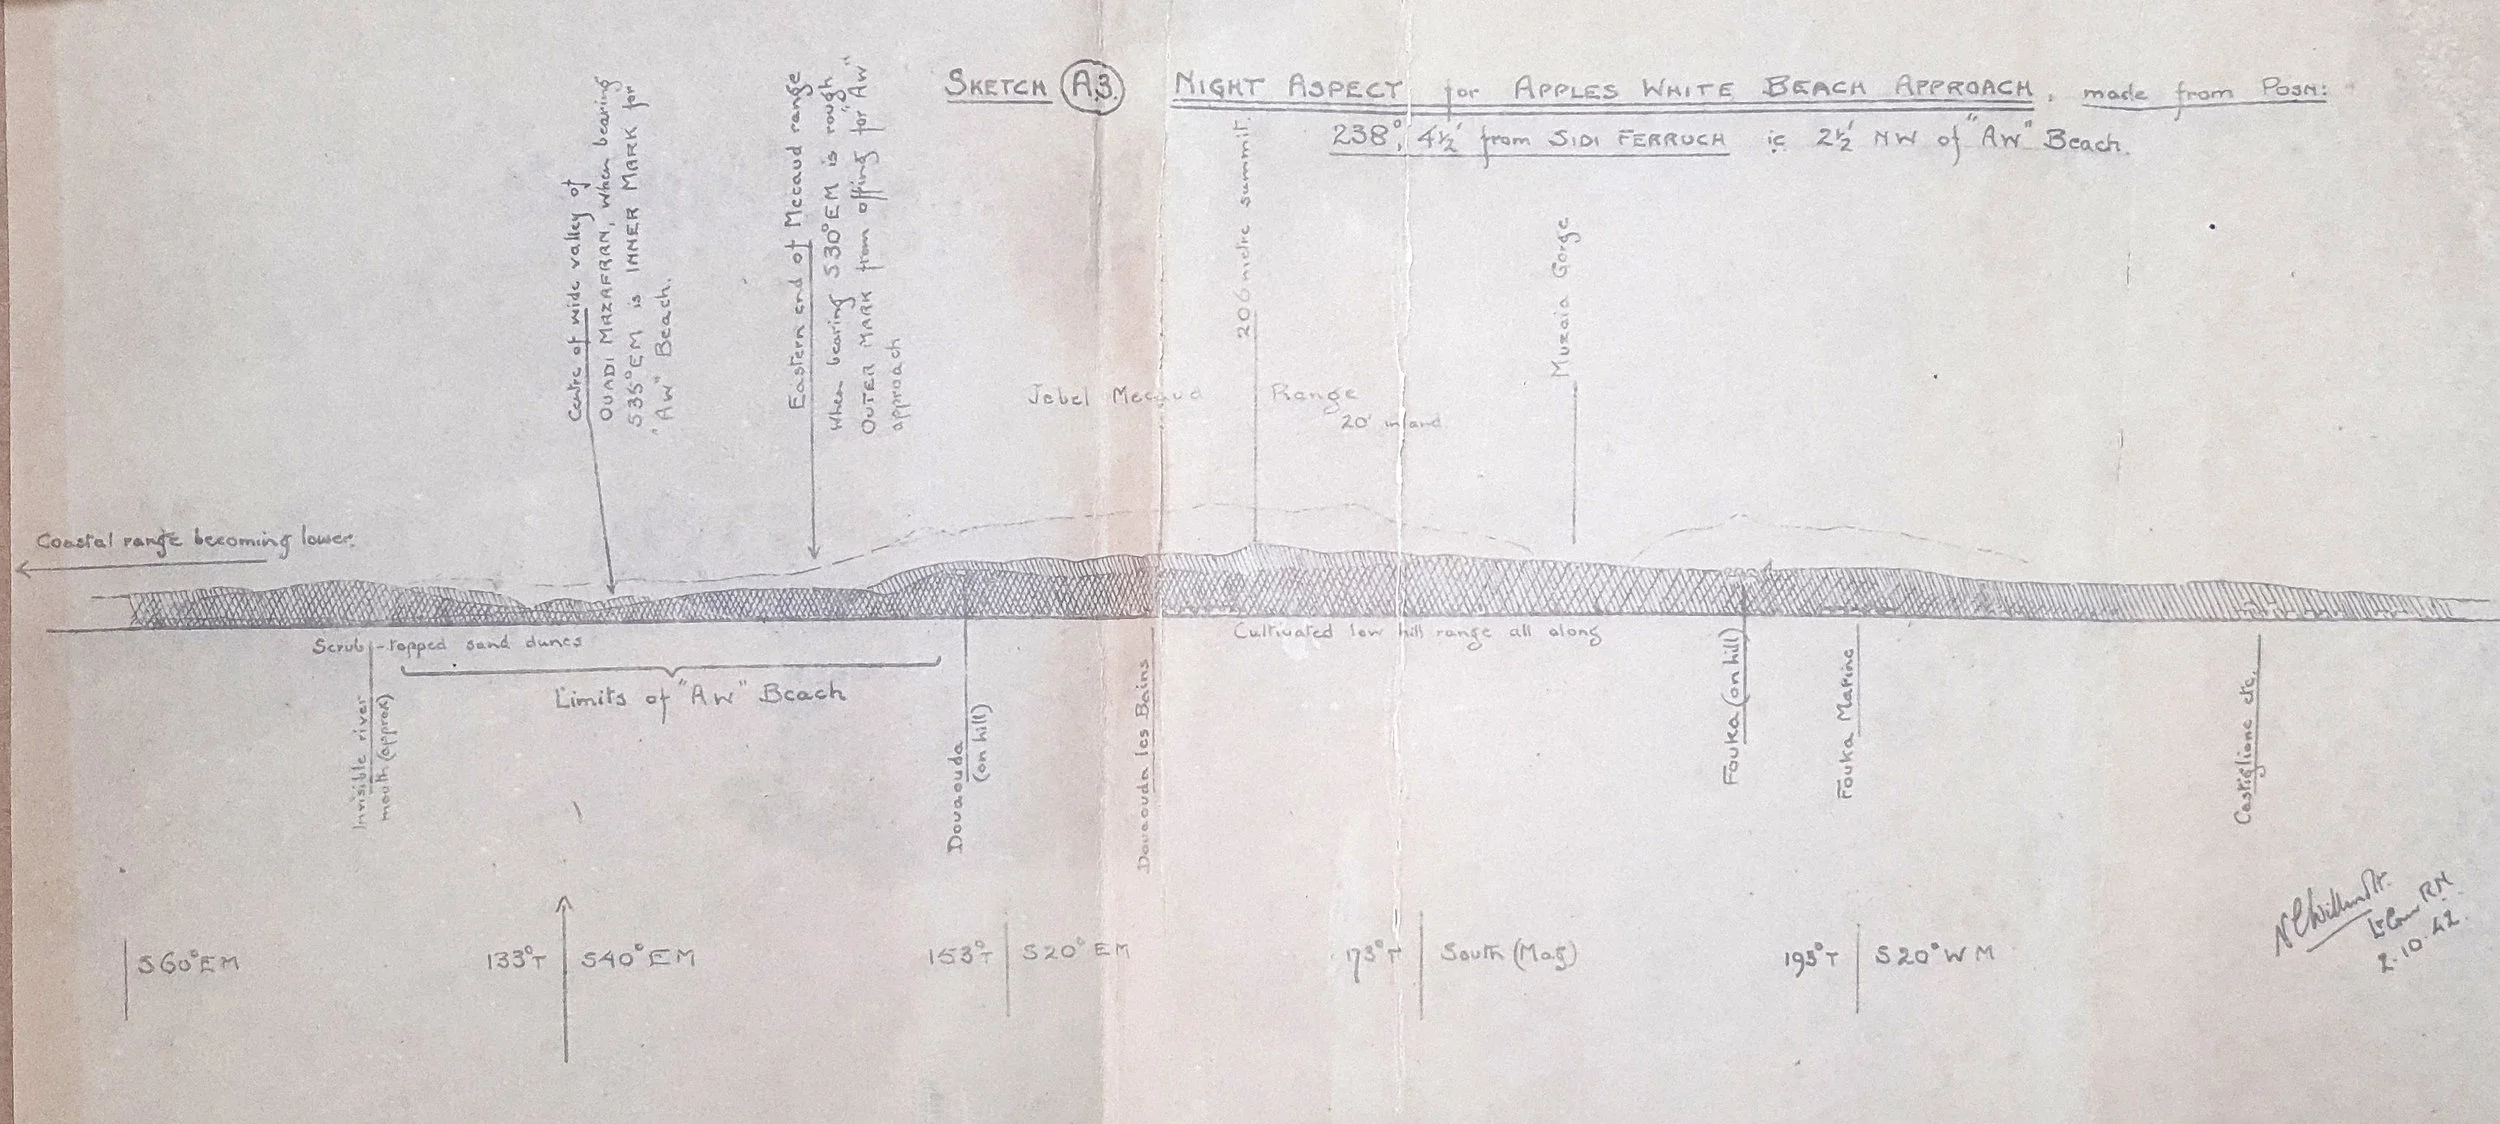 SKETCH A.3. NIGHT ASPECT for APPLES WHITE BEACH APPROACH, made from POSN:
238°, 4½' from SIDI FERRUCH ie 2½' NW of "AW" Beach.
Centre of wide valley of
OUADI MAZAFRAN, when bearing
S35°EM is INNER MARK for
"AW" Beach.
Eastern end of Meccaud range
when bearing S30°EM is rough
OUTER MARK from offing for "AW"
approach
206 metre summit.
Jebel Meccaud Range
20' inland
Muzaia Gorge
Coastal range becoming lower.
Scrub-topped sand dunes
Cultivated low hill range all along
Limits of "AW" Beach
Invisible river
mouth (approx)
Douaouda
(on hill)
Douaouda les Bains
Fouka (on hill)
Fouka Marine
Castiglione etc.
S60°EM
133°T S40°EM
153°T S20°EM
173°T South (Mag)
193°T S20°WM
Lt Com RN.
2.10.42.